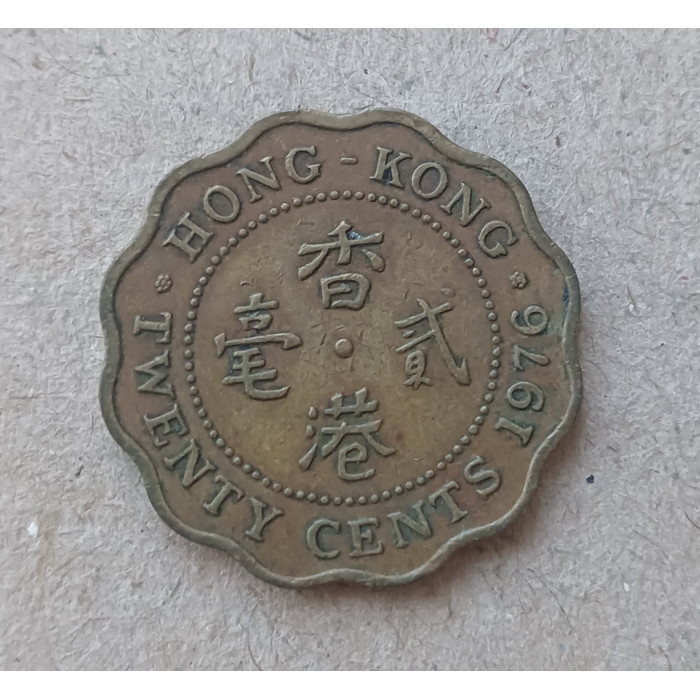 HONG - KONG
香港
貳毫
TWENTY CENTS 1976